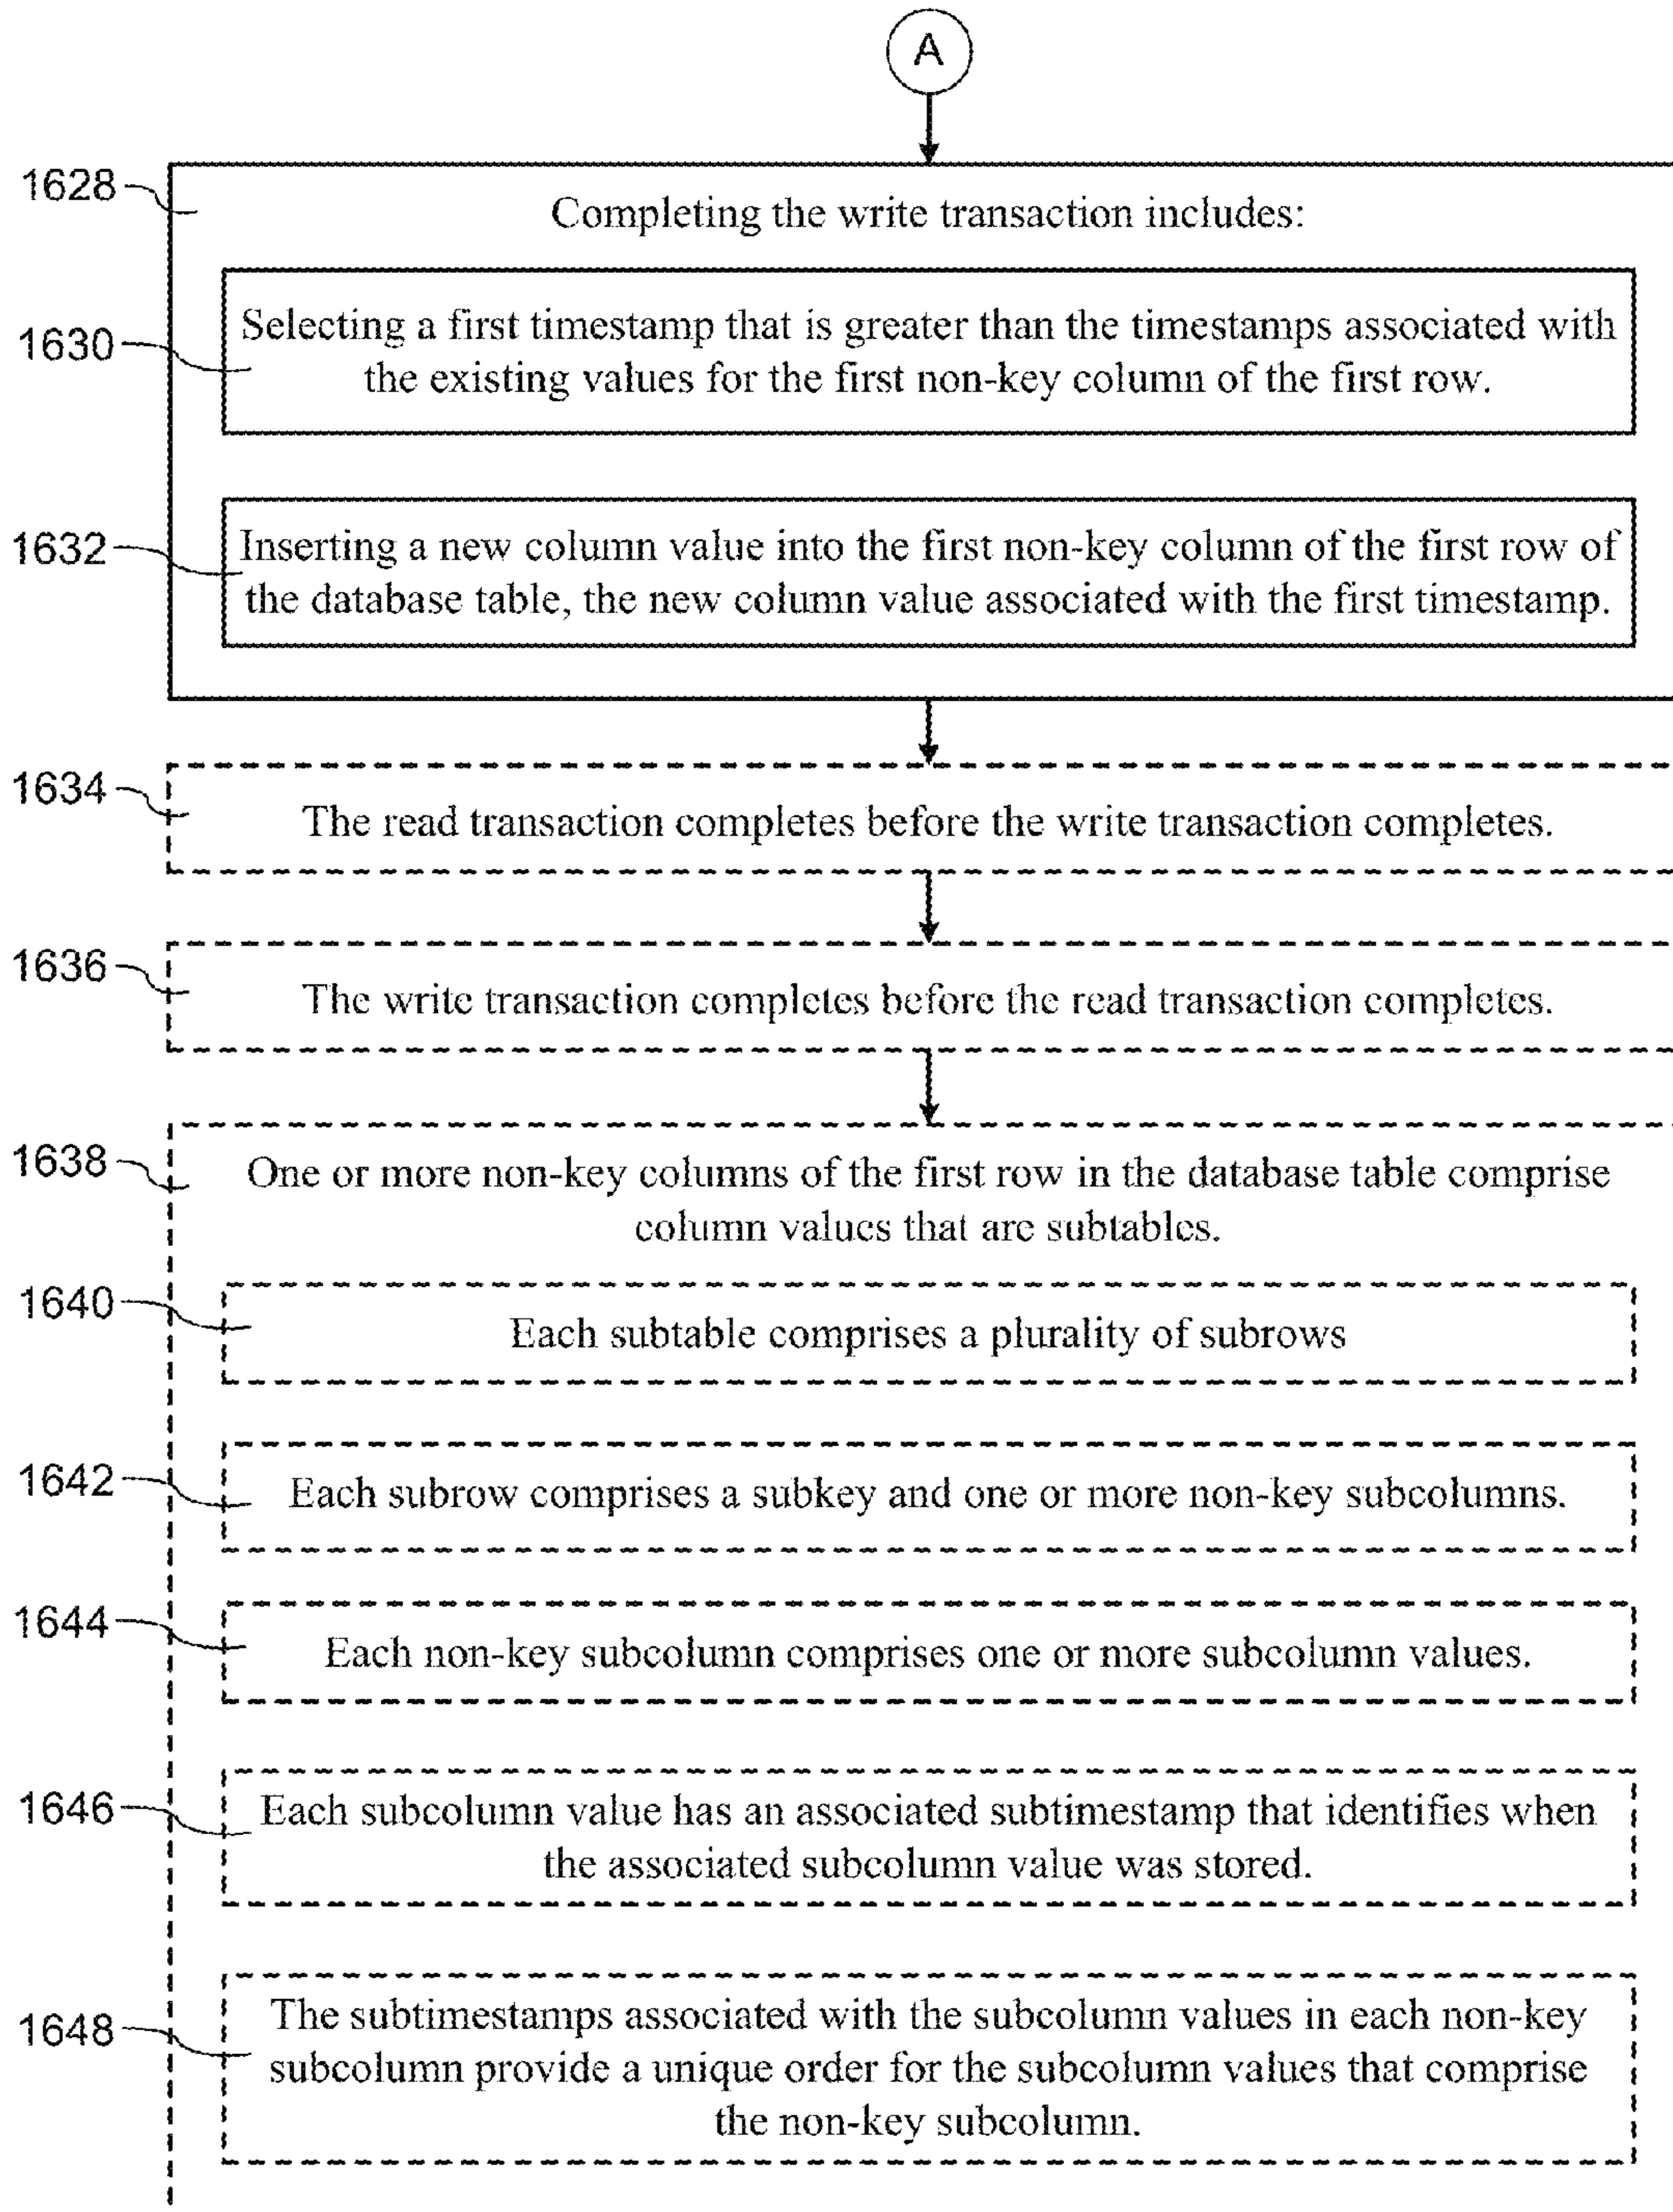 A
1628
Completing the write transaction includes:
1630
Selecting a first timestamp that is greater than the timestamps associated with
the existing values for the first non-key column of the first row.
1632
Inserting a new column value into the first non-key column of the first row of
the database table, the new column value associated with the first timestamp.
1634
The read transaction completes before the write transaction completes.
1636
The write transaction completes before the read transaction completes.
1638
One or more non-key columns of the first row in the database table comprise
column values that are subtables.
1640
Each subtable comprises a plurality of subrows
1642
Each subrow comprises a subkey and one or more non-key subcolumns.
1644
Each non-key subcolumn comprises one or more subcolumn values.
1646
Each subcolumn value has an associated subtimestamp that identifies when
the associated subcolumn value was stored.
1648
The subtimestamps associated with the subcolumn values in each non-key
subcolumn provide a unique order for the subcolumn values that comprise
the non-key subcolumn.